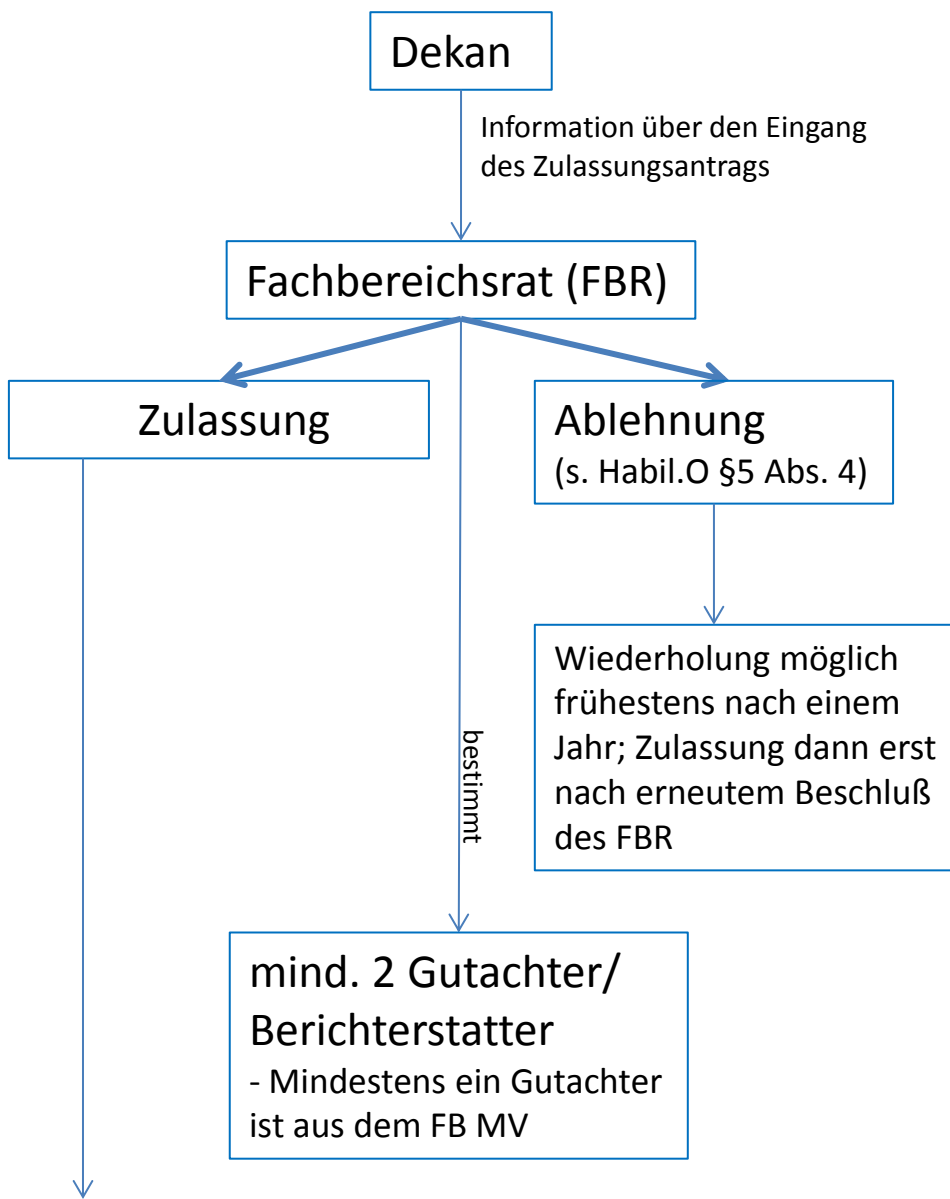 Dekan
Information über den Eingang
des Zulassungsantrags
Fachbereichsrat (FBR)
Zulassung
Ablehnung
(s. Habil.O §5 Abs. 4)
Wiederholung möglich
frühestens nach einem
Jahr; Zulassung dann erst
nach erneutem Beschluß
des FBR
bestimmt
mind. 2 Gutachter/
Berichterstatter
- Mindestens ein Gutachter
ist aus dem FB MV